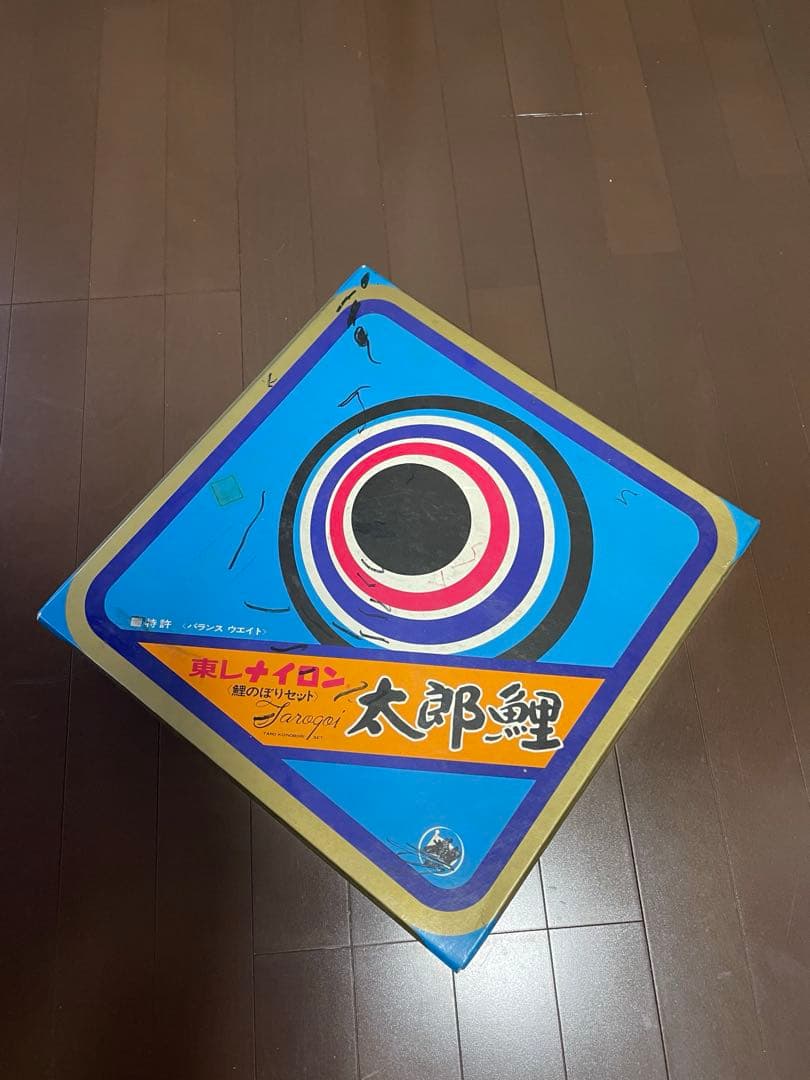 特許 〈バランス ウエイト〉
東レナイロン
〈鯉のぼりセット〉
Tarogoi
TARO KOINOBORI SET
太郎鯉